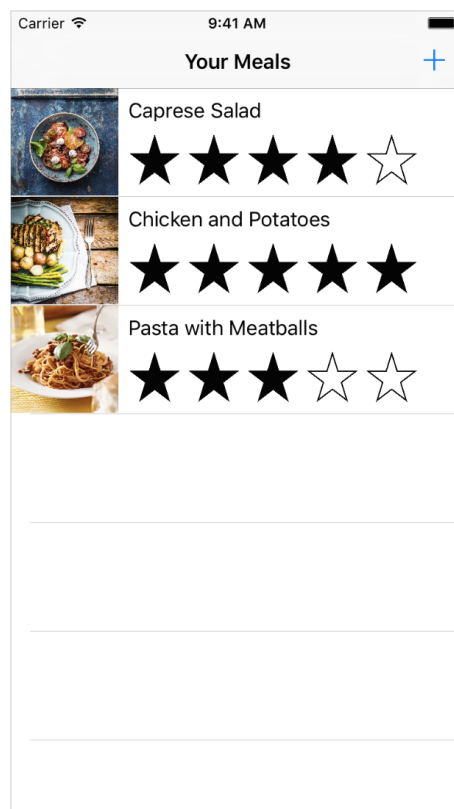 Carrier 9:41 AM
Your Meals +
Caprese Salad
Chicken and Potatoes
Pasta with Meatballs